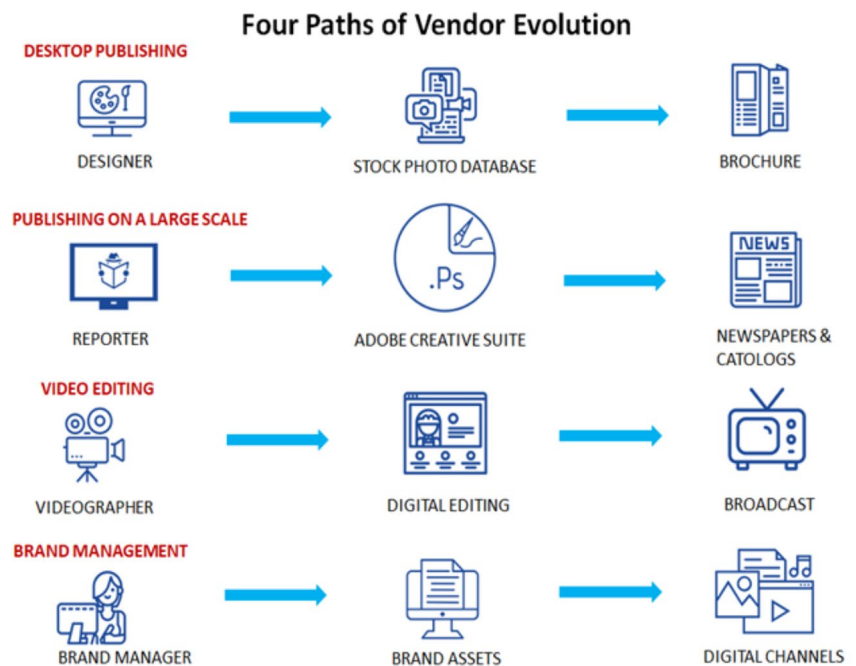 Four Paths of Vendor Evolution
DESKTOP PUBLISHING
DESIGNER
STOCK PHOTO DATABASE
BROCHURE
PUBLISHING ON A LARGE SCALE
.Ps
NEWS
REPORTER
ADOBE CREATIVE SUITE
NEWSPAPERS &
CATOLOGS
VIDEO EDITING
VIDEOGRAPHER
DIGITAL EDITING
BROADCAST
BRAND MANAGEMENT
BRAND MANAGER
BRAND ASSETS
DIGITAL CHANNELS